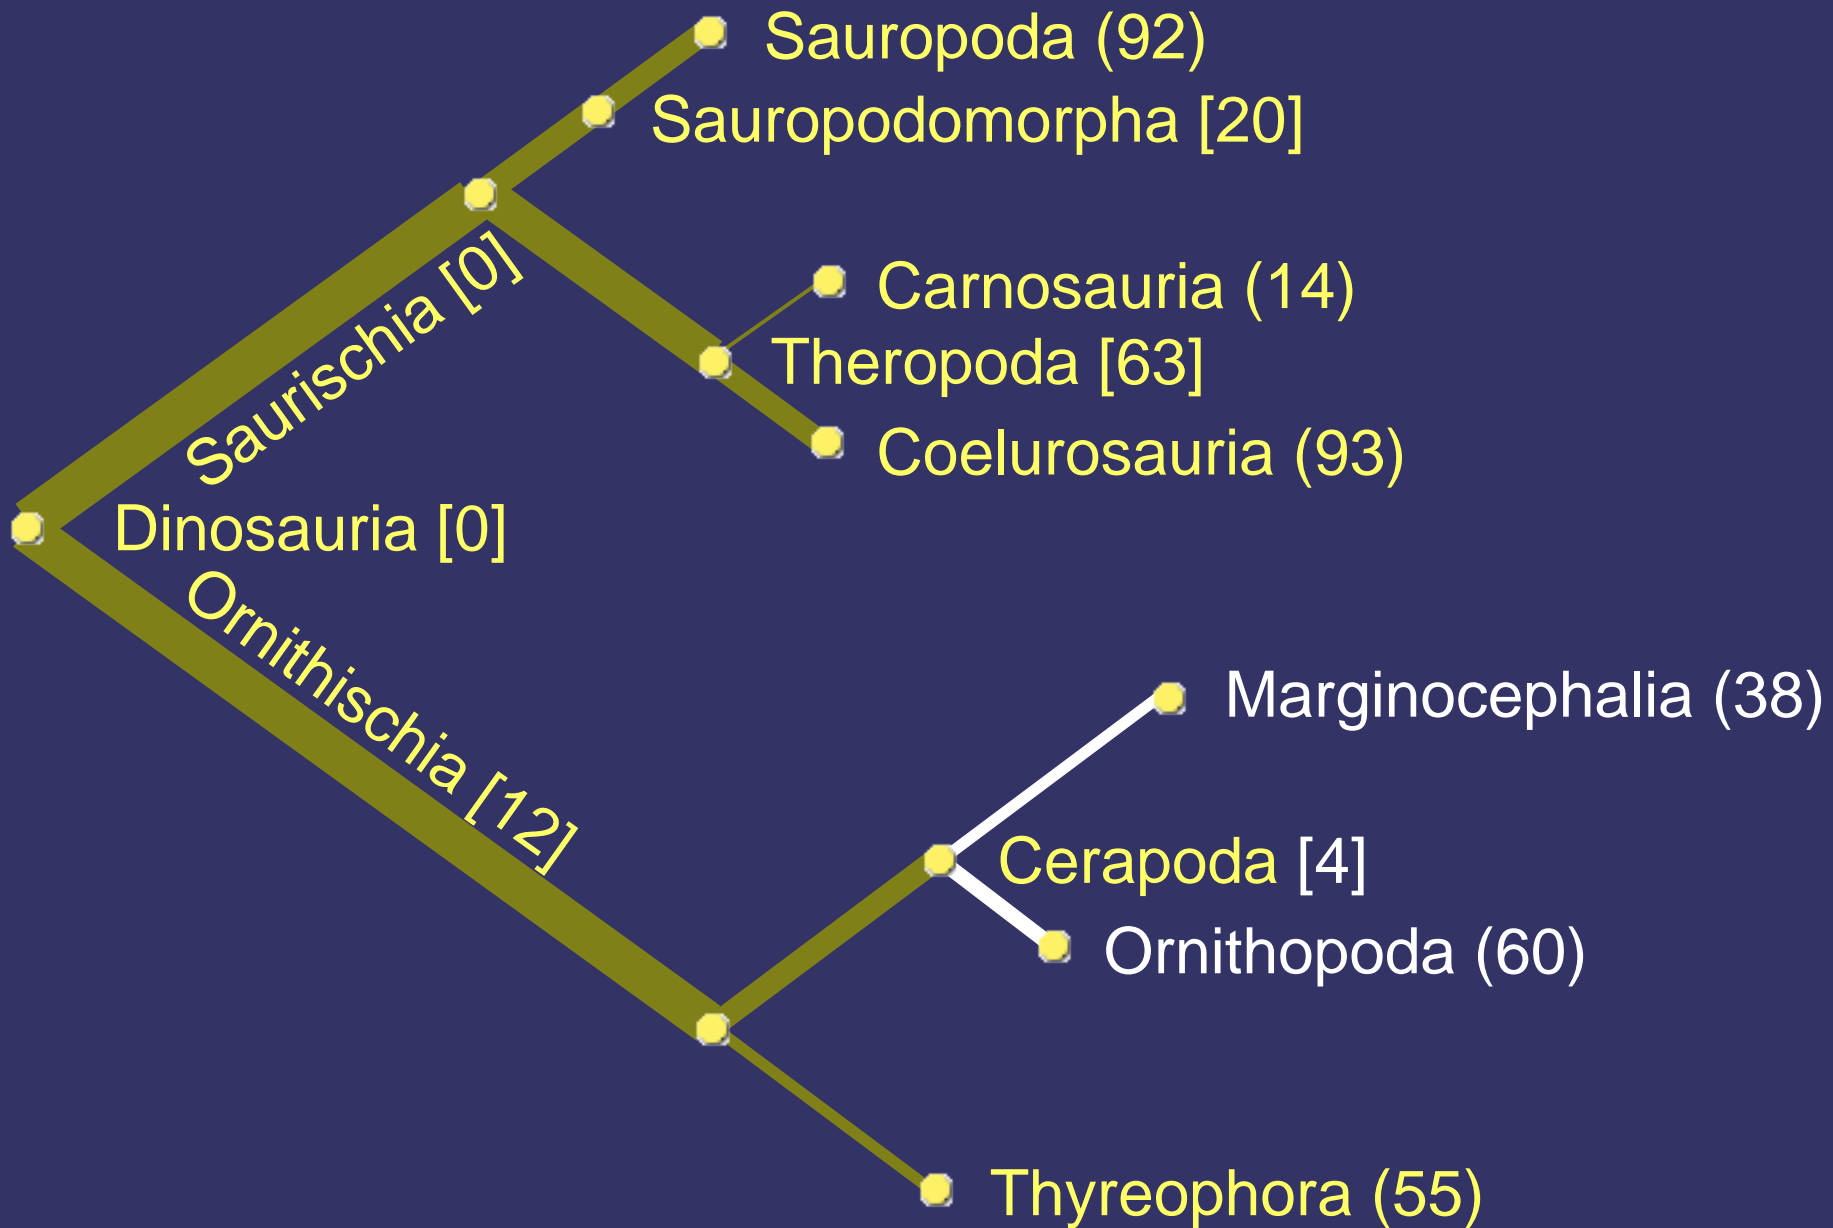 Sauropoda (92)
Sauropodomorpha [20]
Saurischia [0]
Carnosauria (14)
Theropoda [63]
Coelurosauria (93)
Dinosauria [0]
Ornithischia [12]
Marginocephalia (38)
Cerapoda [4]
Ornithopoda (60)
Thyreophora (55)